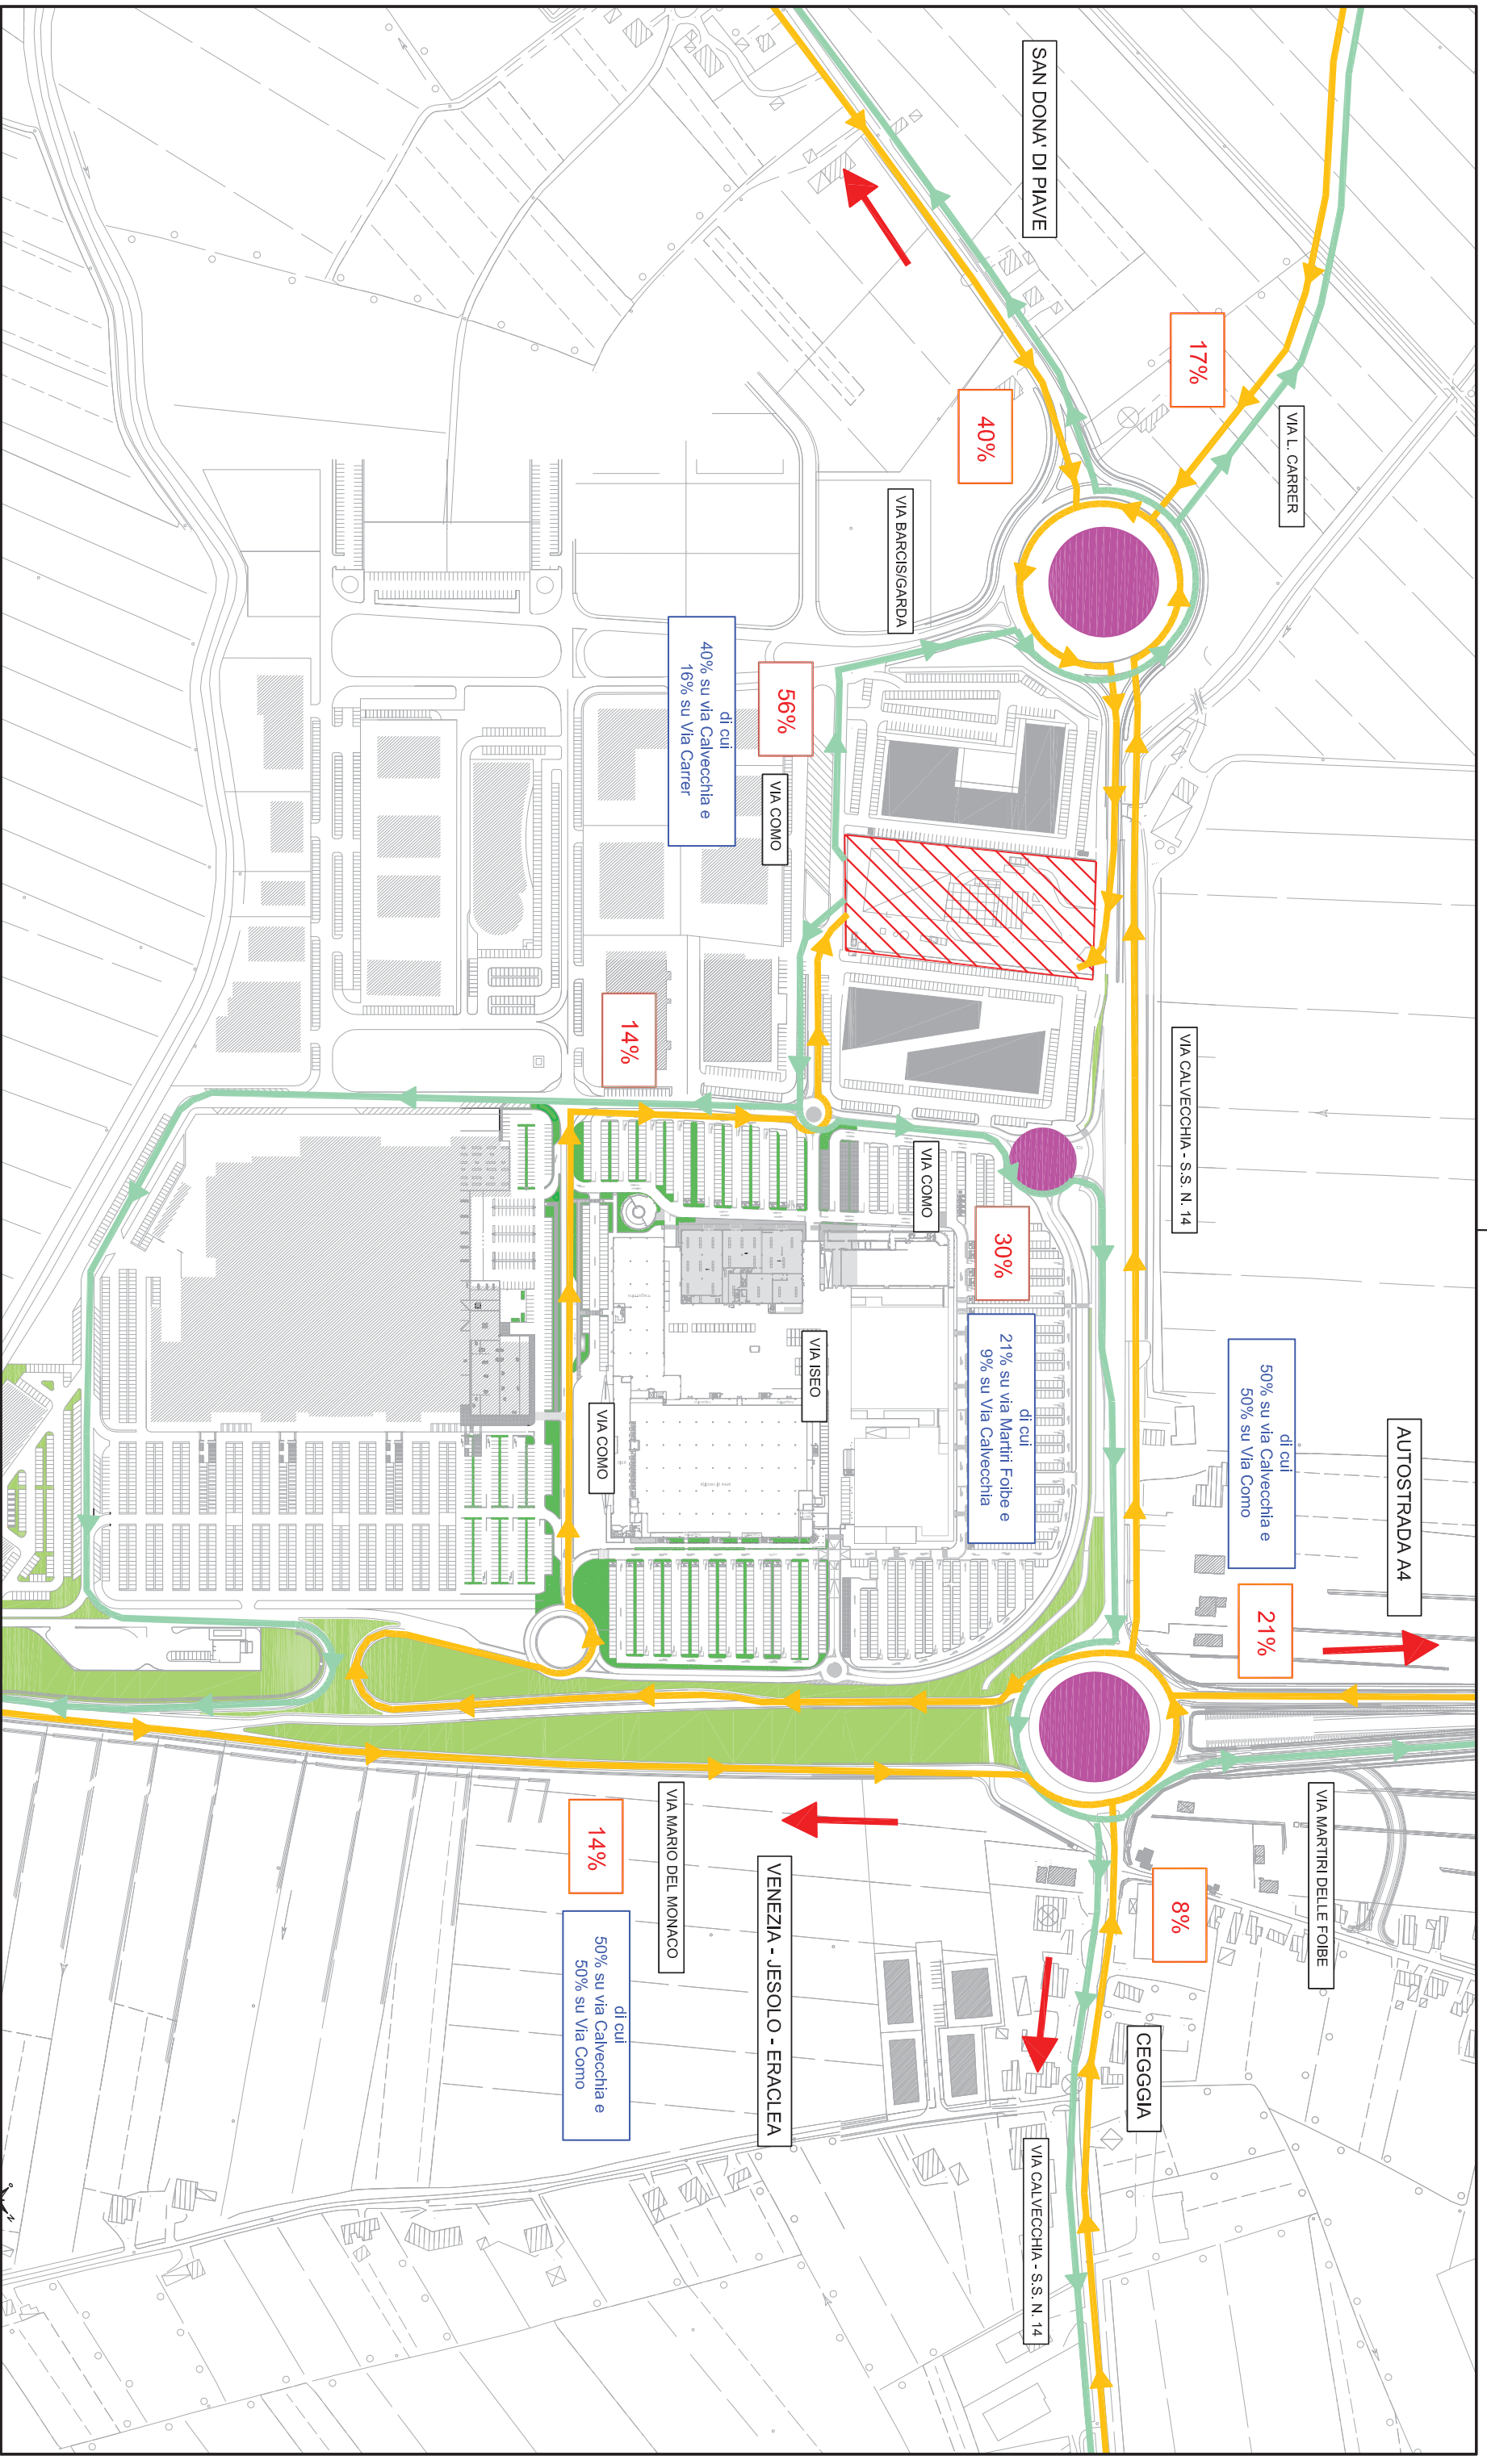 SAN DONA' DI PIAVE
17%
VIA L. CARRER
40%
VIA BARCIS/GARDA
di cui
40% su via Calvecchia e
16% su Via Carrer
56%
VIA COMO
14%
VIA CALVECCHIA - S.S. N. 14
VIA COMO
30%
di cui
21% su via Martiri Foibe e
9% su Via Calvecchia
VIA ISEO
VIA COMO
di cui
50% su via Calvecchia e
50% su Via Como
AUTOSTRADA A4
21%
VIA MARTIRI DELLE FOIBE
8%
CEGGGIA
VIA MARIO DEL MONACO
14%
VENEZIA - JESOLO - ERACLEA
di cui
50% su via Calvecchia e
50% su Via Como
VIA CALVECCHIA - S.S. N. 14